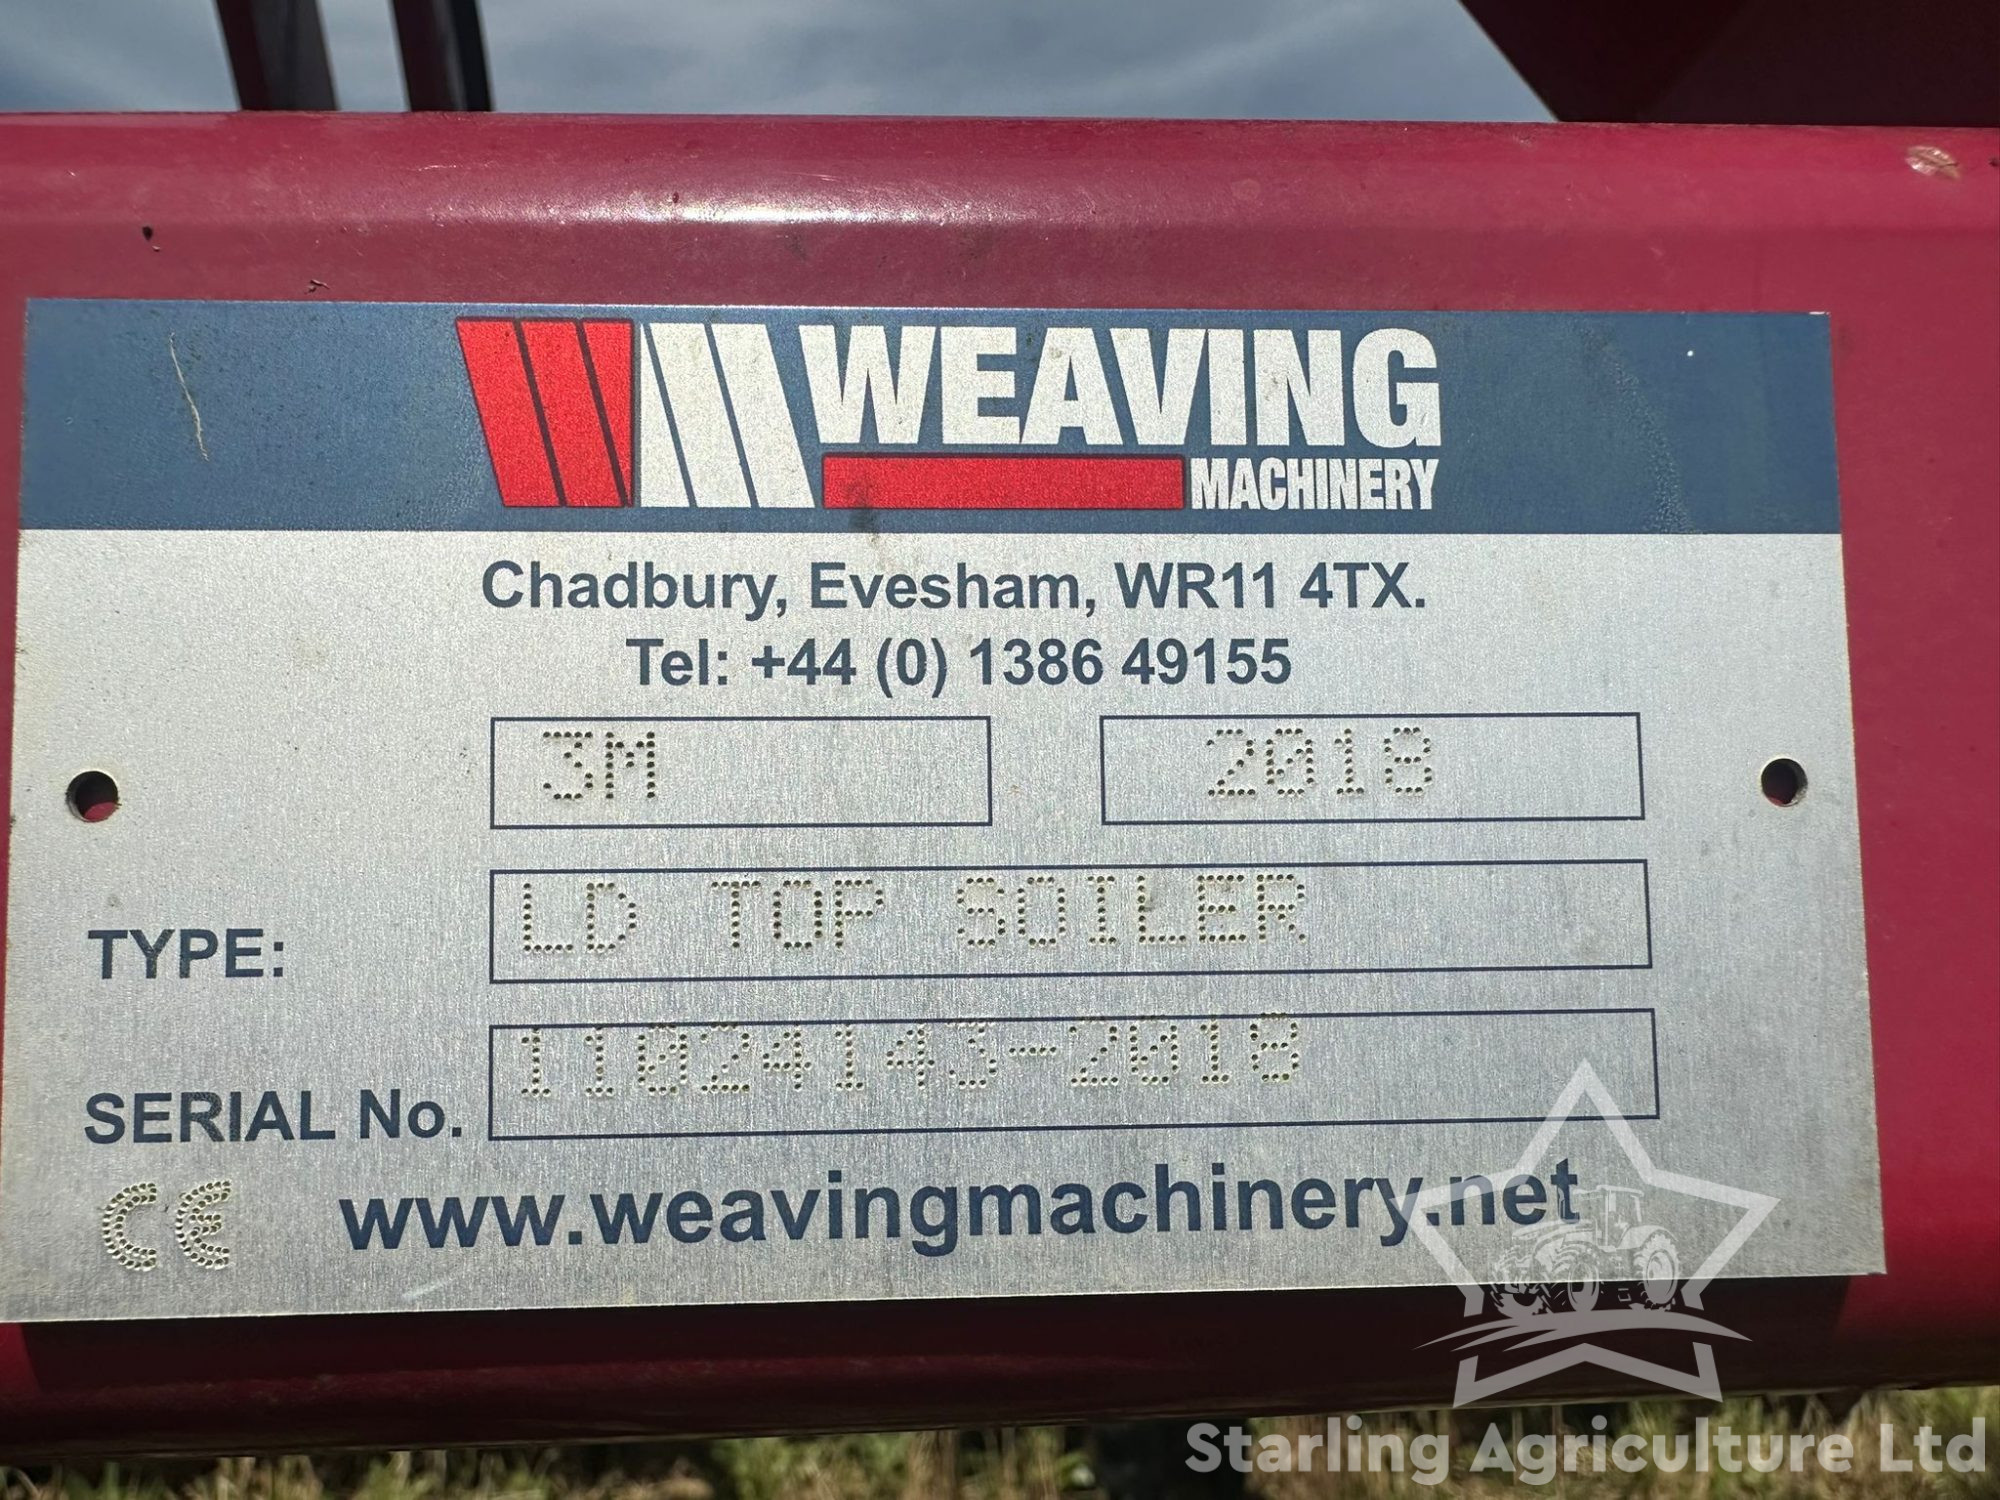 WEAVING
MACHINERY
Chadbury, Evesham, WR11 4TX.
Tel: +44 (0) 1386 49155
3M 2018
TYPE: LD TOP SOILER
SERIAL No. 11024143-2018
CE www.weavingmachinery.net
Starling Agriculture Ltd